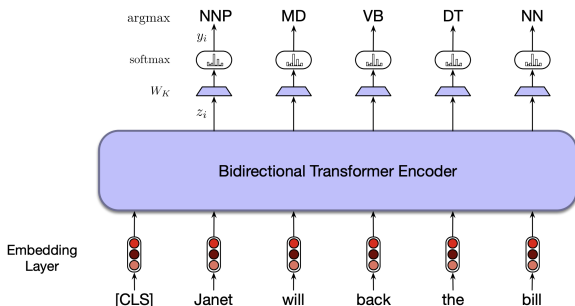 argmax NNP MD VB DT NN
y_i
softmax
W_K
z_i
Bidirectional Transformer Encoder
Embedding
Layer
[CLS] Janet will back the bill